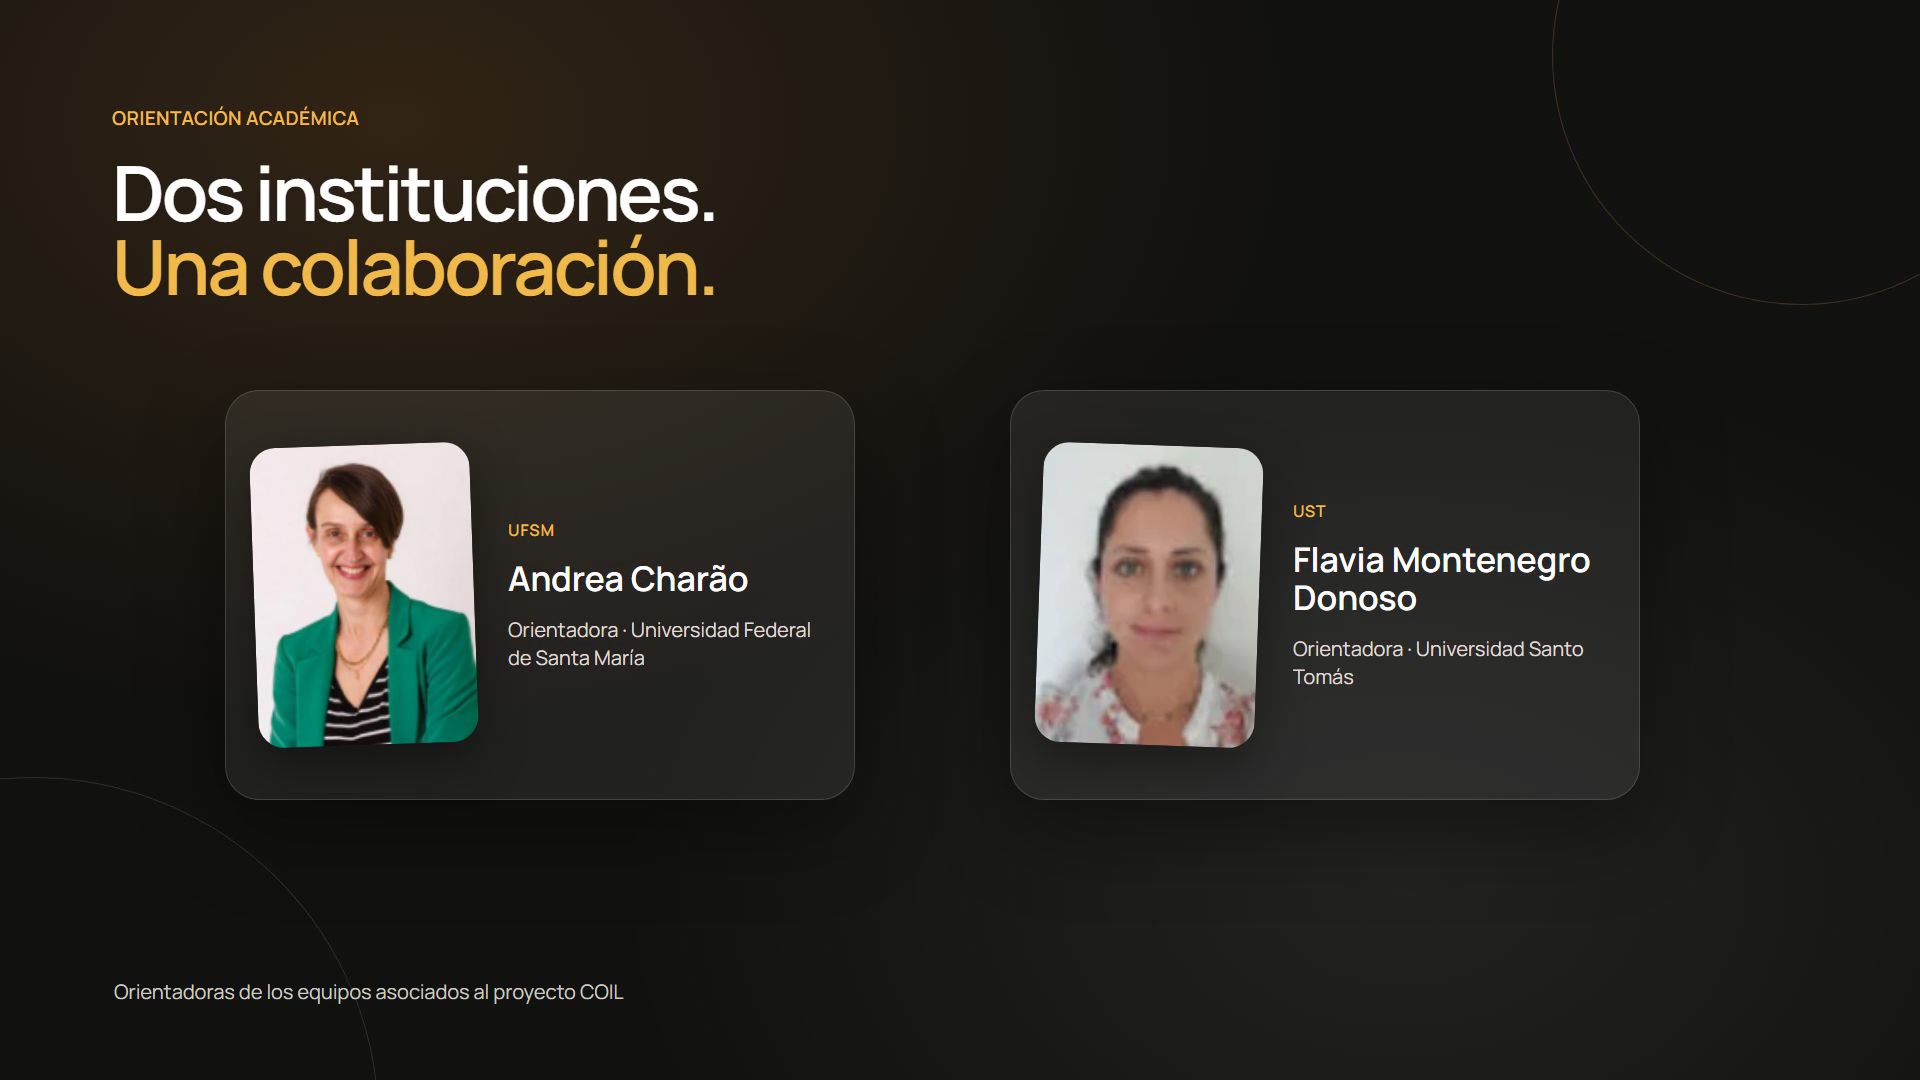 ORIENTACIÓN ACADÉMICA
Dos instituciones.
Una colaboración.
UFSM
Andrea Charão
Orientadora · Universidad Federal
de Santa María
UST
Flavia Montenegro
Donoso
Orientadora · Universidad Santo
Tomás
Orientadoras de los equipos asociados al proyecto COIL